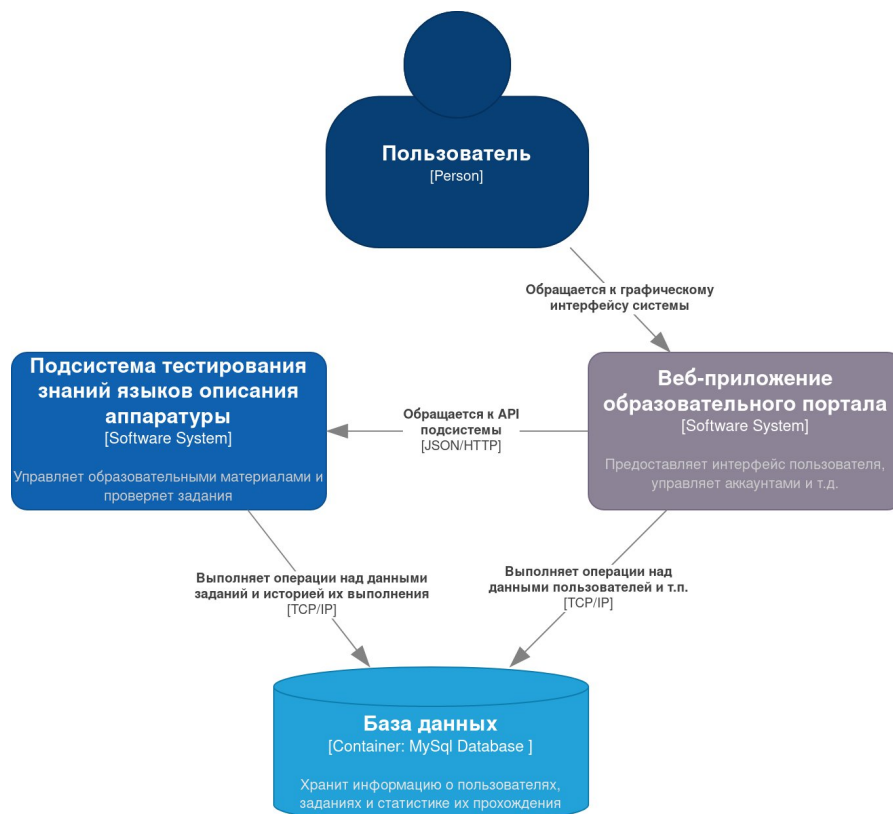 Пользователь
[Person]
Обращается к графическому
интерфейсу системы
Подсистема тестирования
знаний языков описания
аппаратуры
[Software System]
Управляет образовательными материалами и
проверяет задания
Обращается к API
подсистемы
[JSON/HTTP]
Веб-приложение
образовательного портала
[Software System]
Предоставляет интерфейс пользователя,
управляет аккаунтами и т.д.
Выполняет операции над данными
заданий и историей их выполнения
[TCP/IP]
Выполняет операции над
данными пользователей и т.п.
[TCP/IP]
База данных
[Container: MySql Database ]
Хранит информацию о пользователях,
заданиях и статистике их прохождения